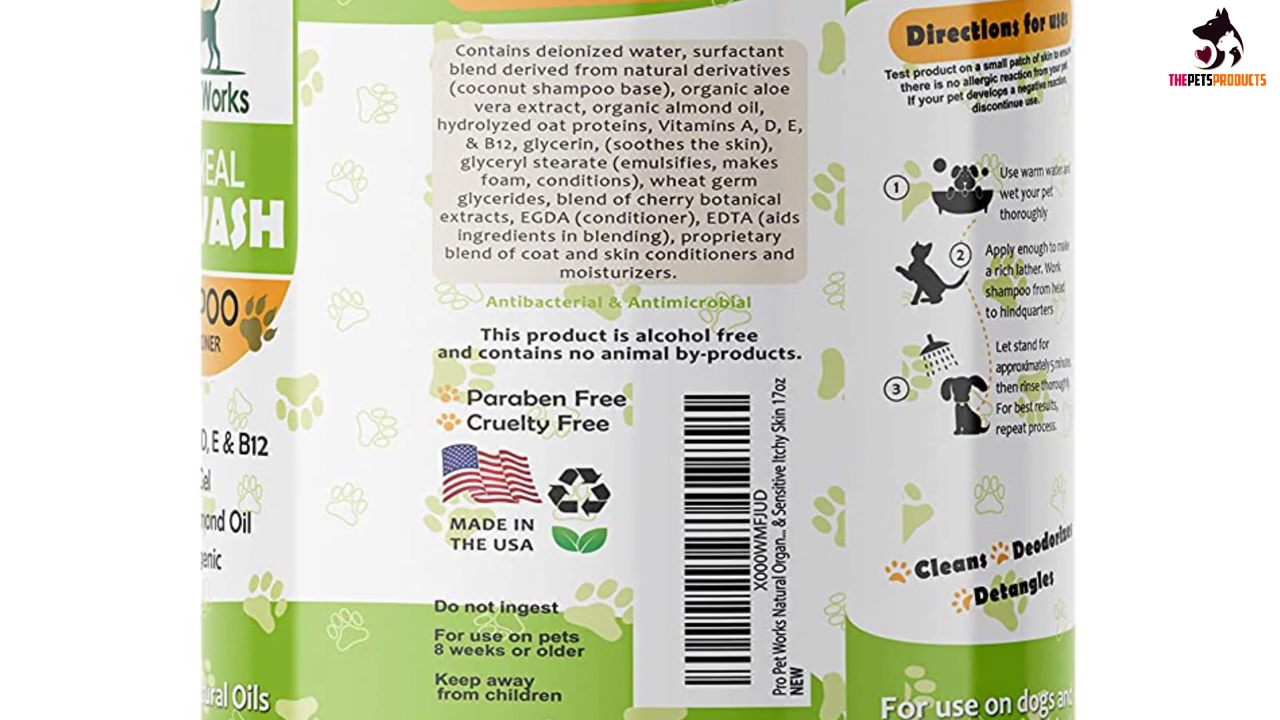 Works
EAL
WASH
POO
NER
D, E & B12
Gel
mond Oil
genic
ural Oils
Contains deionized water, surfactant
blend derived from natural derivatives
(coconut shampoo base), organic aloe
vera extract, organic almond oil,
hydrolyzed oat proteins, Vitamins A, D, E,
& B12, glycerin, (soothes the skin),
glyceryl stearate (emulsifies, makes
foam, conditions), wheat germ
glycerides, blend of cherry botanical
extracts, EGDA (conditioner), EDTA (aids
ingredients in blending), proprietary
blend of coat and skin conditioners and
moisturizers.
Antibacterial & Antimicrobial
This product is alcohol free
and contains no animal by-products.
Paraben Free
Cruelty Free
MADE IN
THE USA
Do not ingest
For use on pets
8 weeks or older
Keep away
from children
X000WMFJUD
Pro Pet Works Natural Organ... & Sensitive Itchy Skin 17oz
NEW
Directions for use
Test product on a small patch of skin to ensure
there is no allergic reaction from your pet.
If your pet develops a negative reaction,
discontinue use.
1
Use warm water and
wet your pet
thoroughly
2
Apply enough to make
a rich lather. Work
shampoo from head
to hindquarters
3
Let stand for
approximately 5 minutes
then rinse thoroughly.
For best results,
repeat process.
Cleans Deodorizes
Detangles
For use on dogs and
THEPETSPRODUCTS